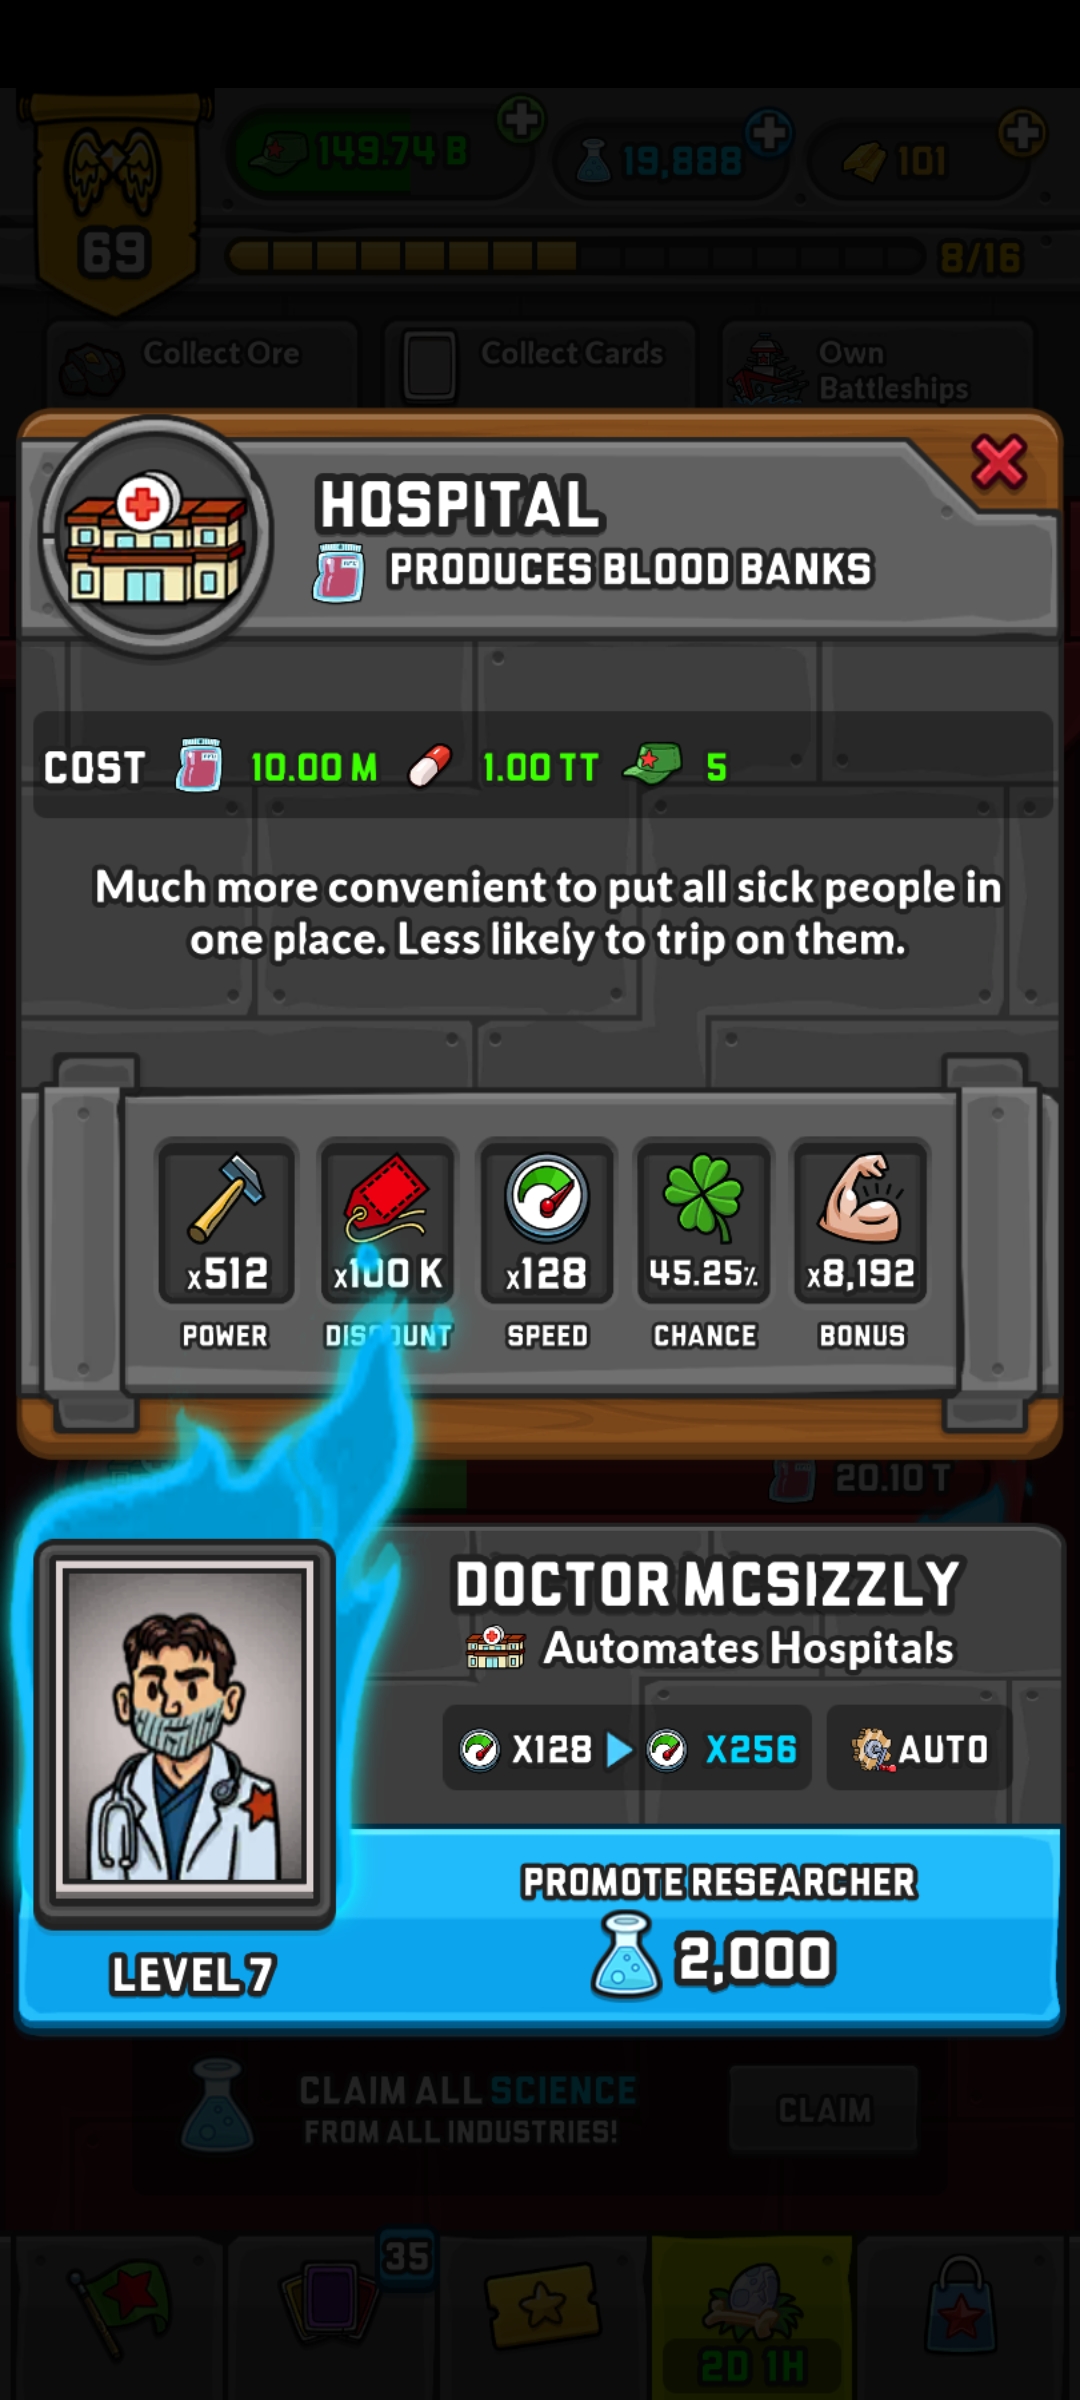 149.74 B
19,888
101
69
8/16
Collect Ore
Collect Cards
Own
Battleships
HOSPITAL
PRODUCES BLOOD BANKS
COST 10.00 M 1.00 TT 5
Much more convenient to put all sick people in
one place. Less likely to trip on them.
x512
x100 K
x128
45.25%
x8,192
POWER
DISCOUNT
SPEED
CHANCE
BONUS
20.10 T
DOCTOR MCSIZZLY
Automates Hospitals
X128
X256
AUTO
PROMOTE RESEARCHER
2,000
LEVEL 7
CLAIM ALL SCIENCE
FROM ALL INDUSTRIES!
CLAIM
35
2D 1H